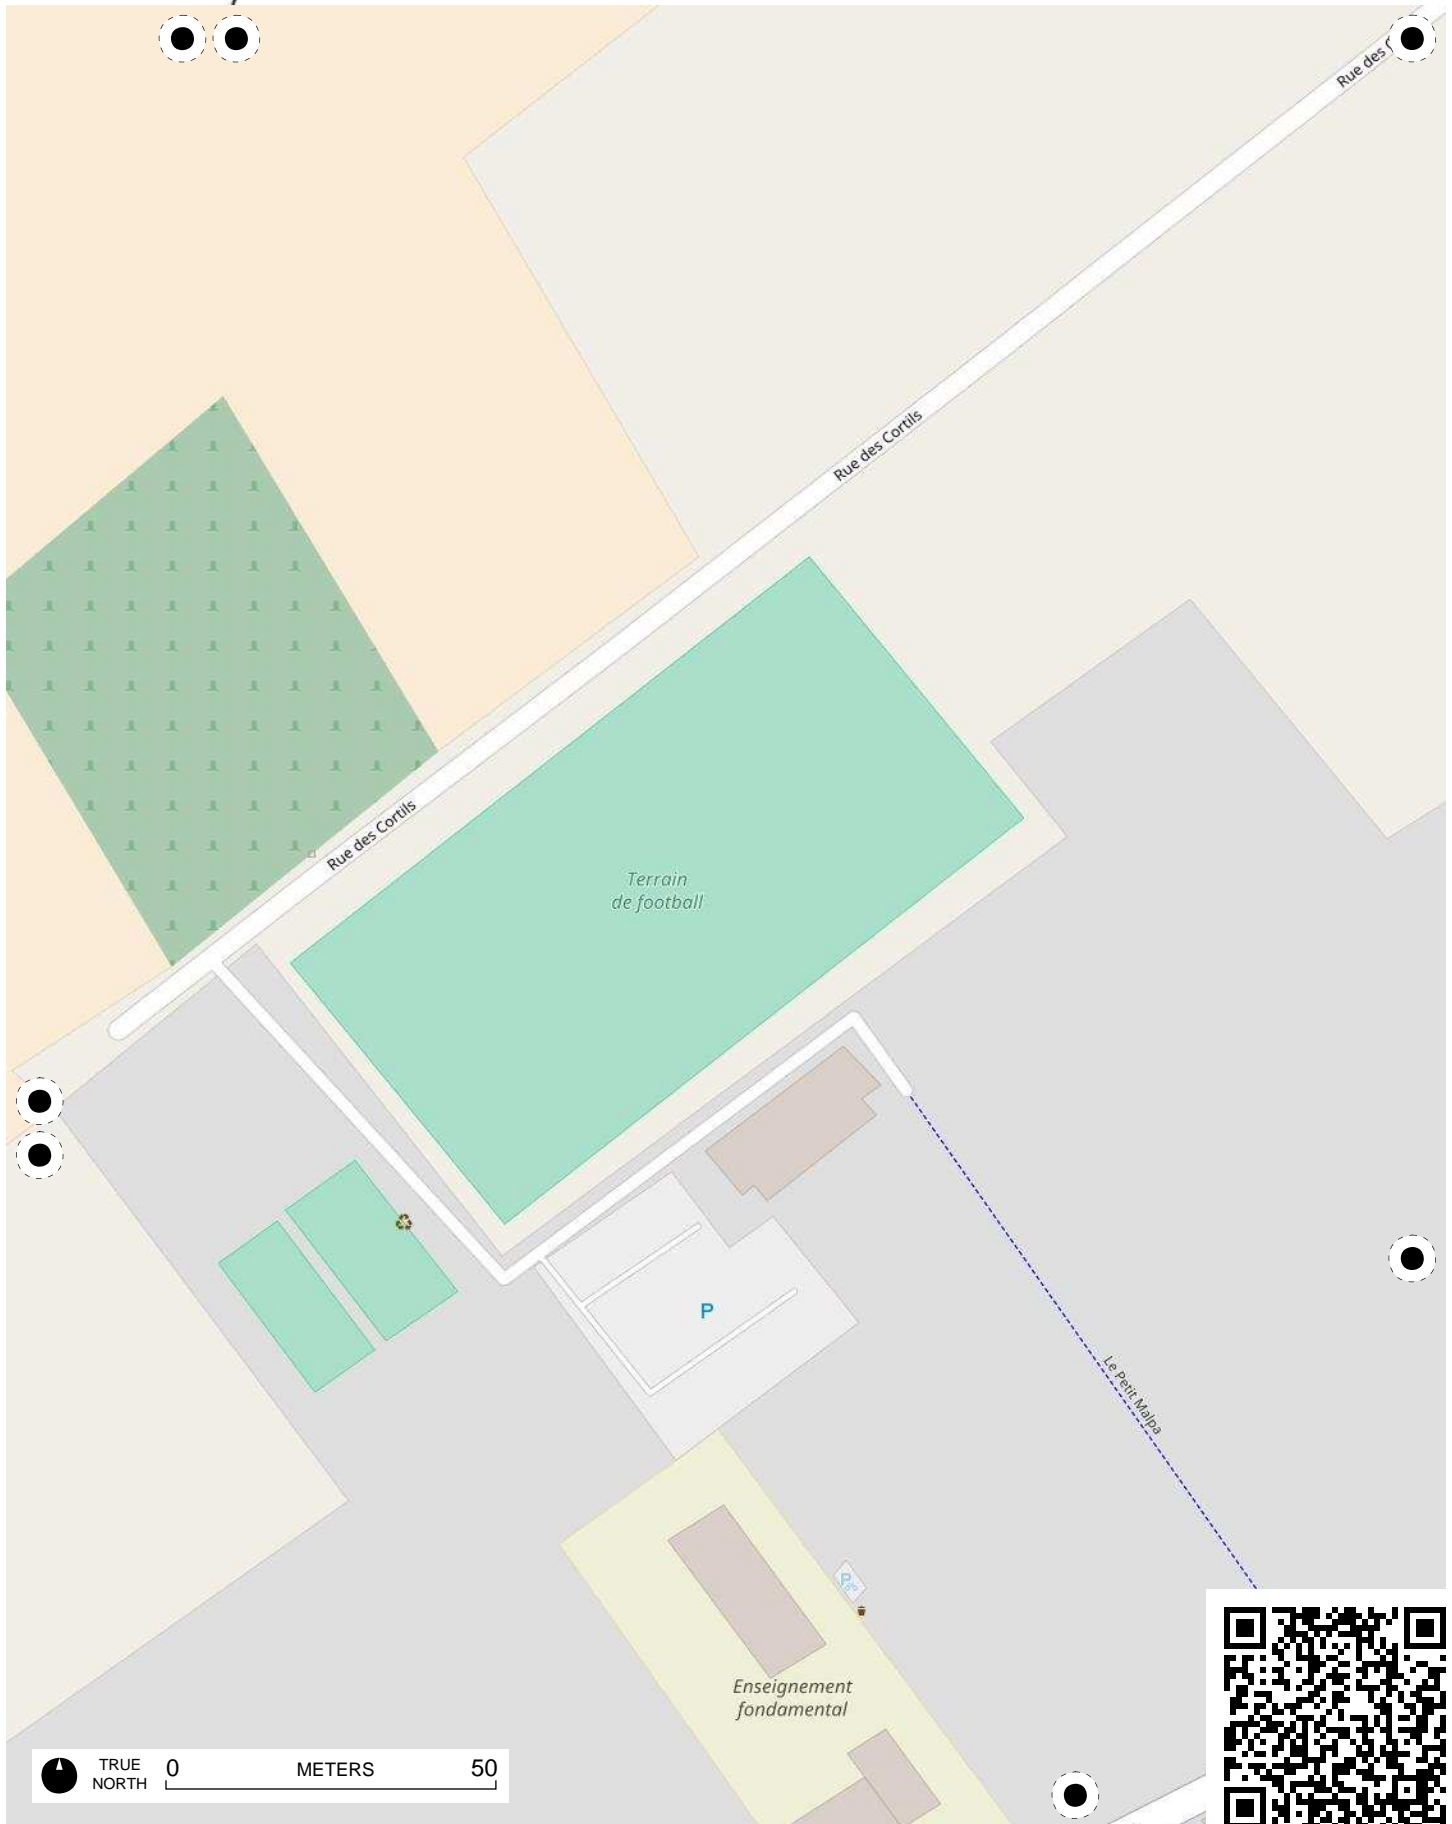 Rue des
Rue des Cortils
Rue des Cortils
Terrain
de football
P
Le Petit Malpa
P
Enseignement
fondamental
TRUE
NORTH
0 METERS 50